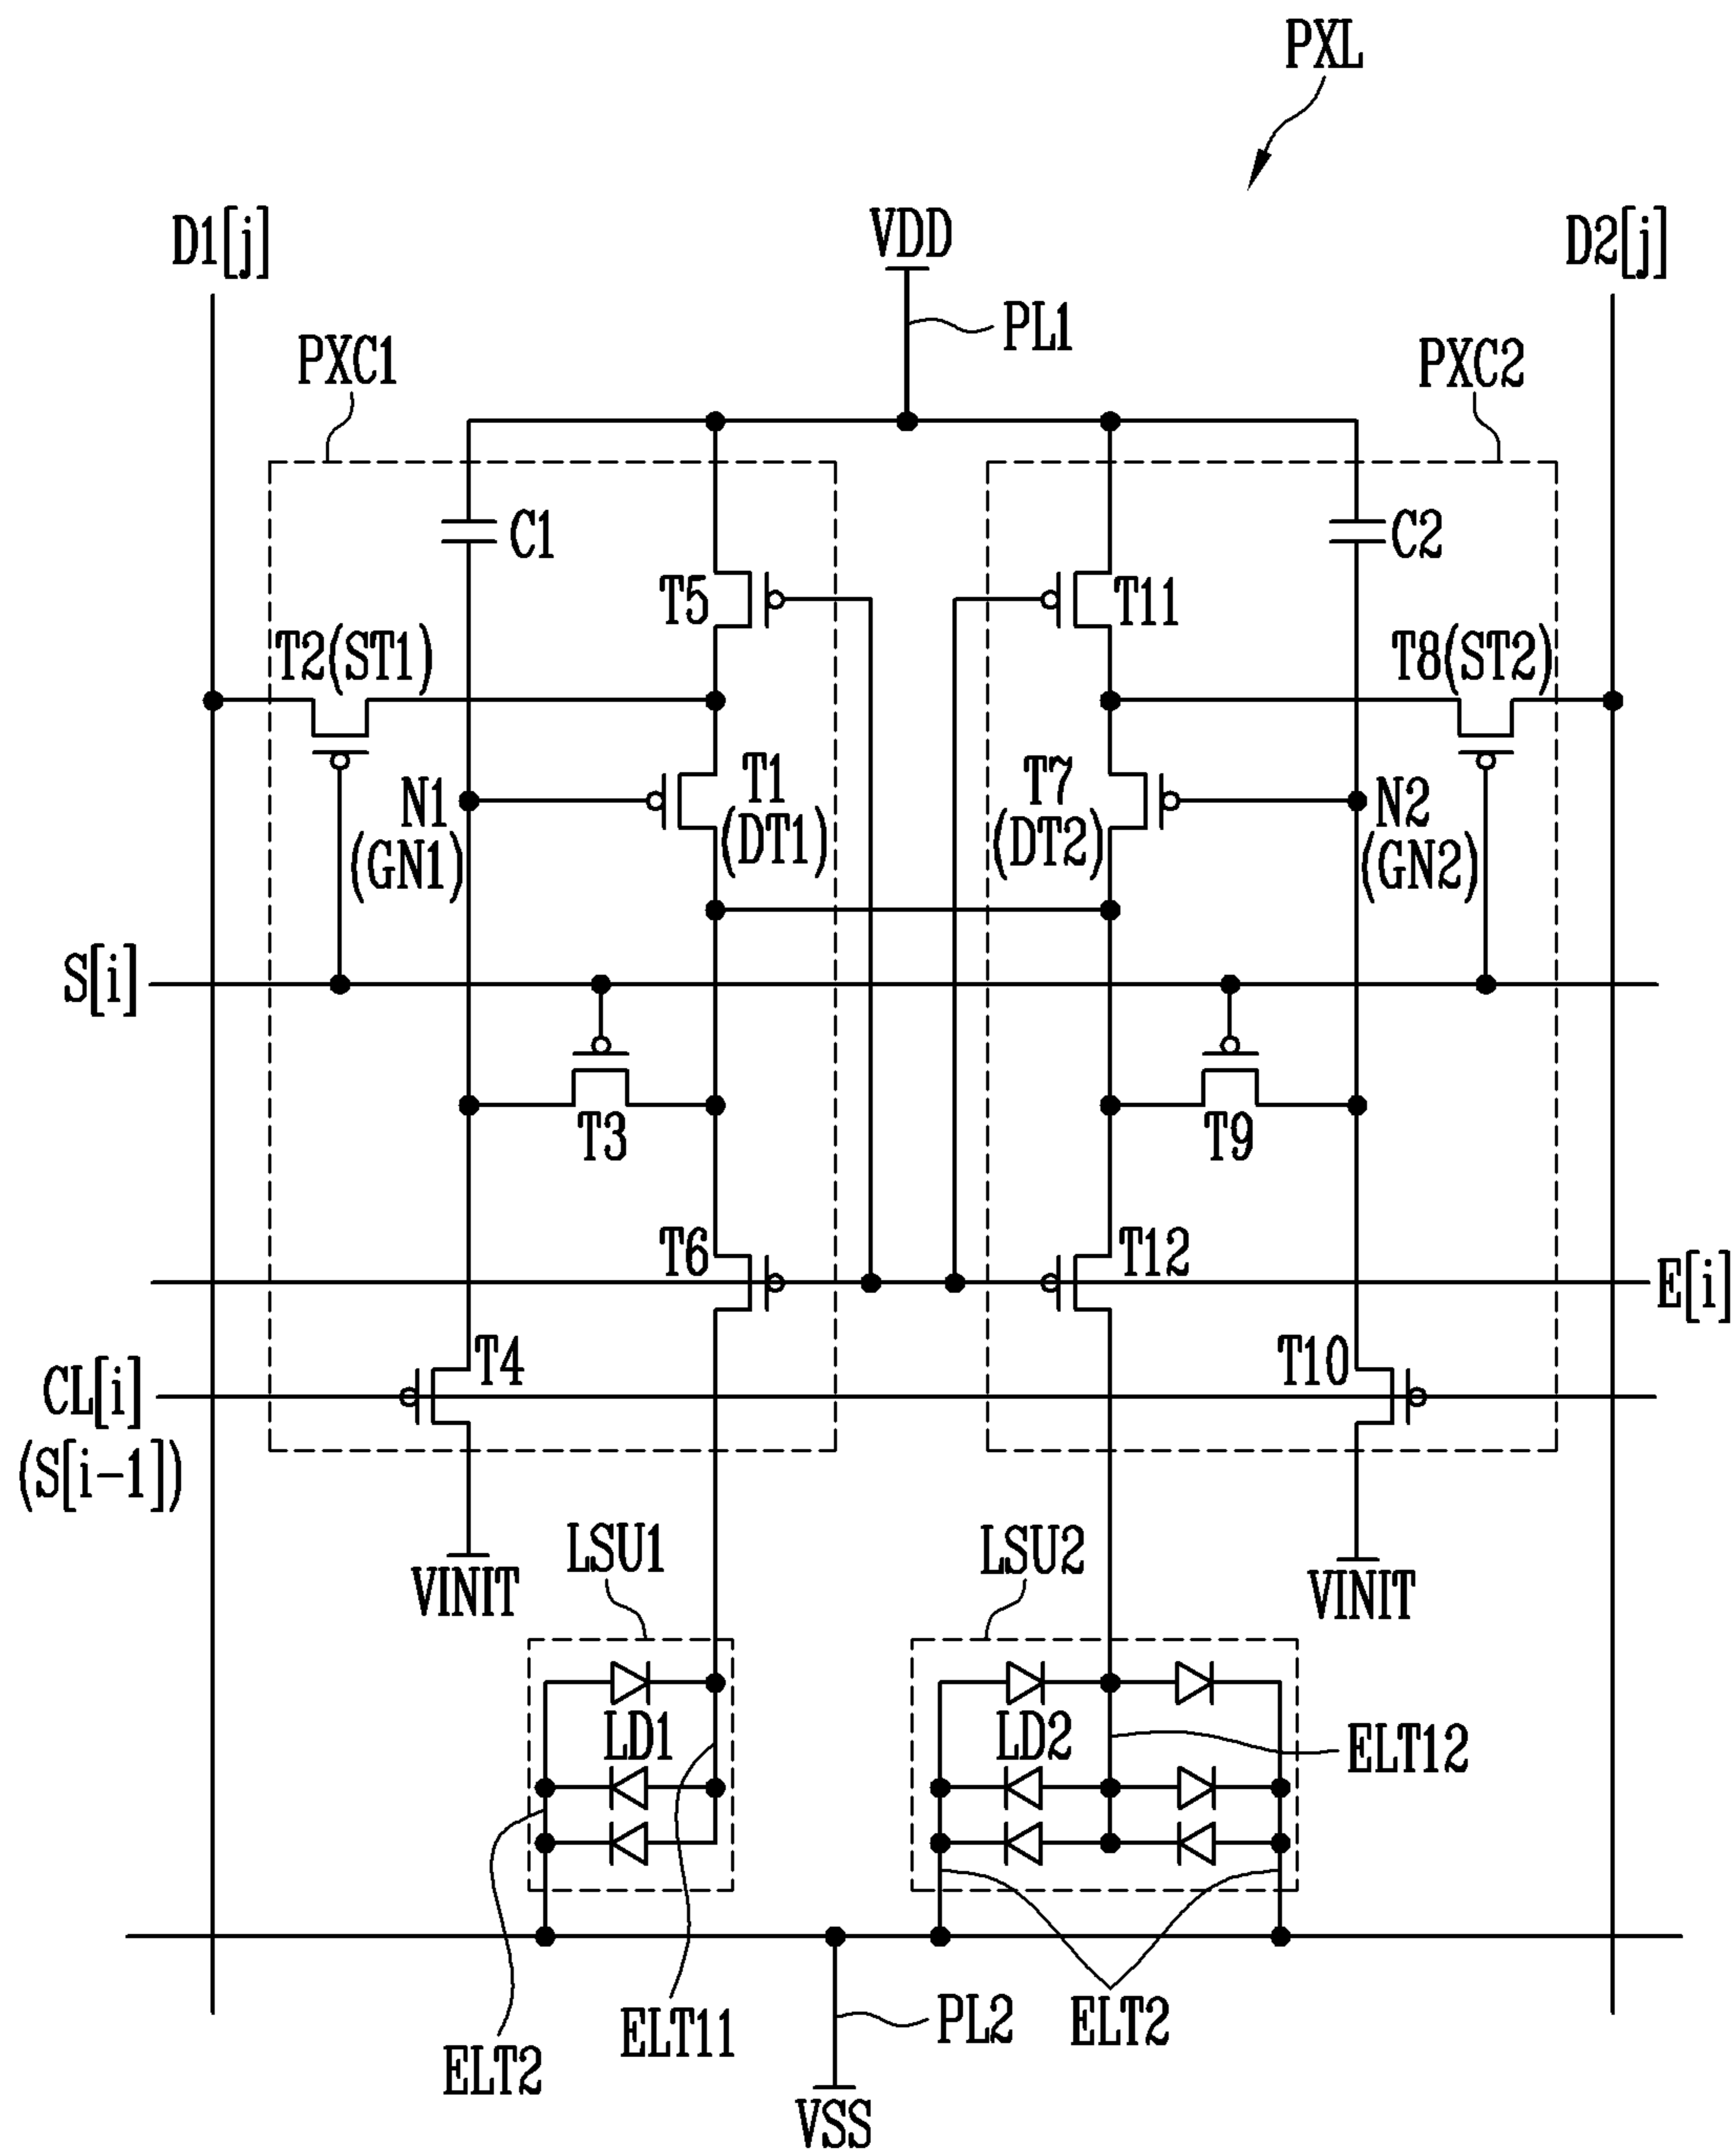 PXL
D1[j]
VDD
D2[j]
PL1
PXC1
PXC2
C1
C2
T5
T11
T2(ST1)
T8(ST2)
N1
(GN1)
T1
(DT1)
T7
(DT2)
N2
(GN2)
S[i]
T3
T9
T6
T12
E[i]
CL[i]
(S[i-1])
T4
T10
VINIT
LSU1
LSU2
VINIT
LD1
LD2
ELT12
ELT2
ELT11
PL2
ELT2
VSS